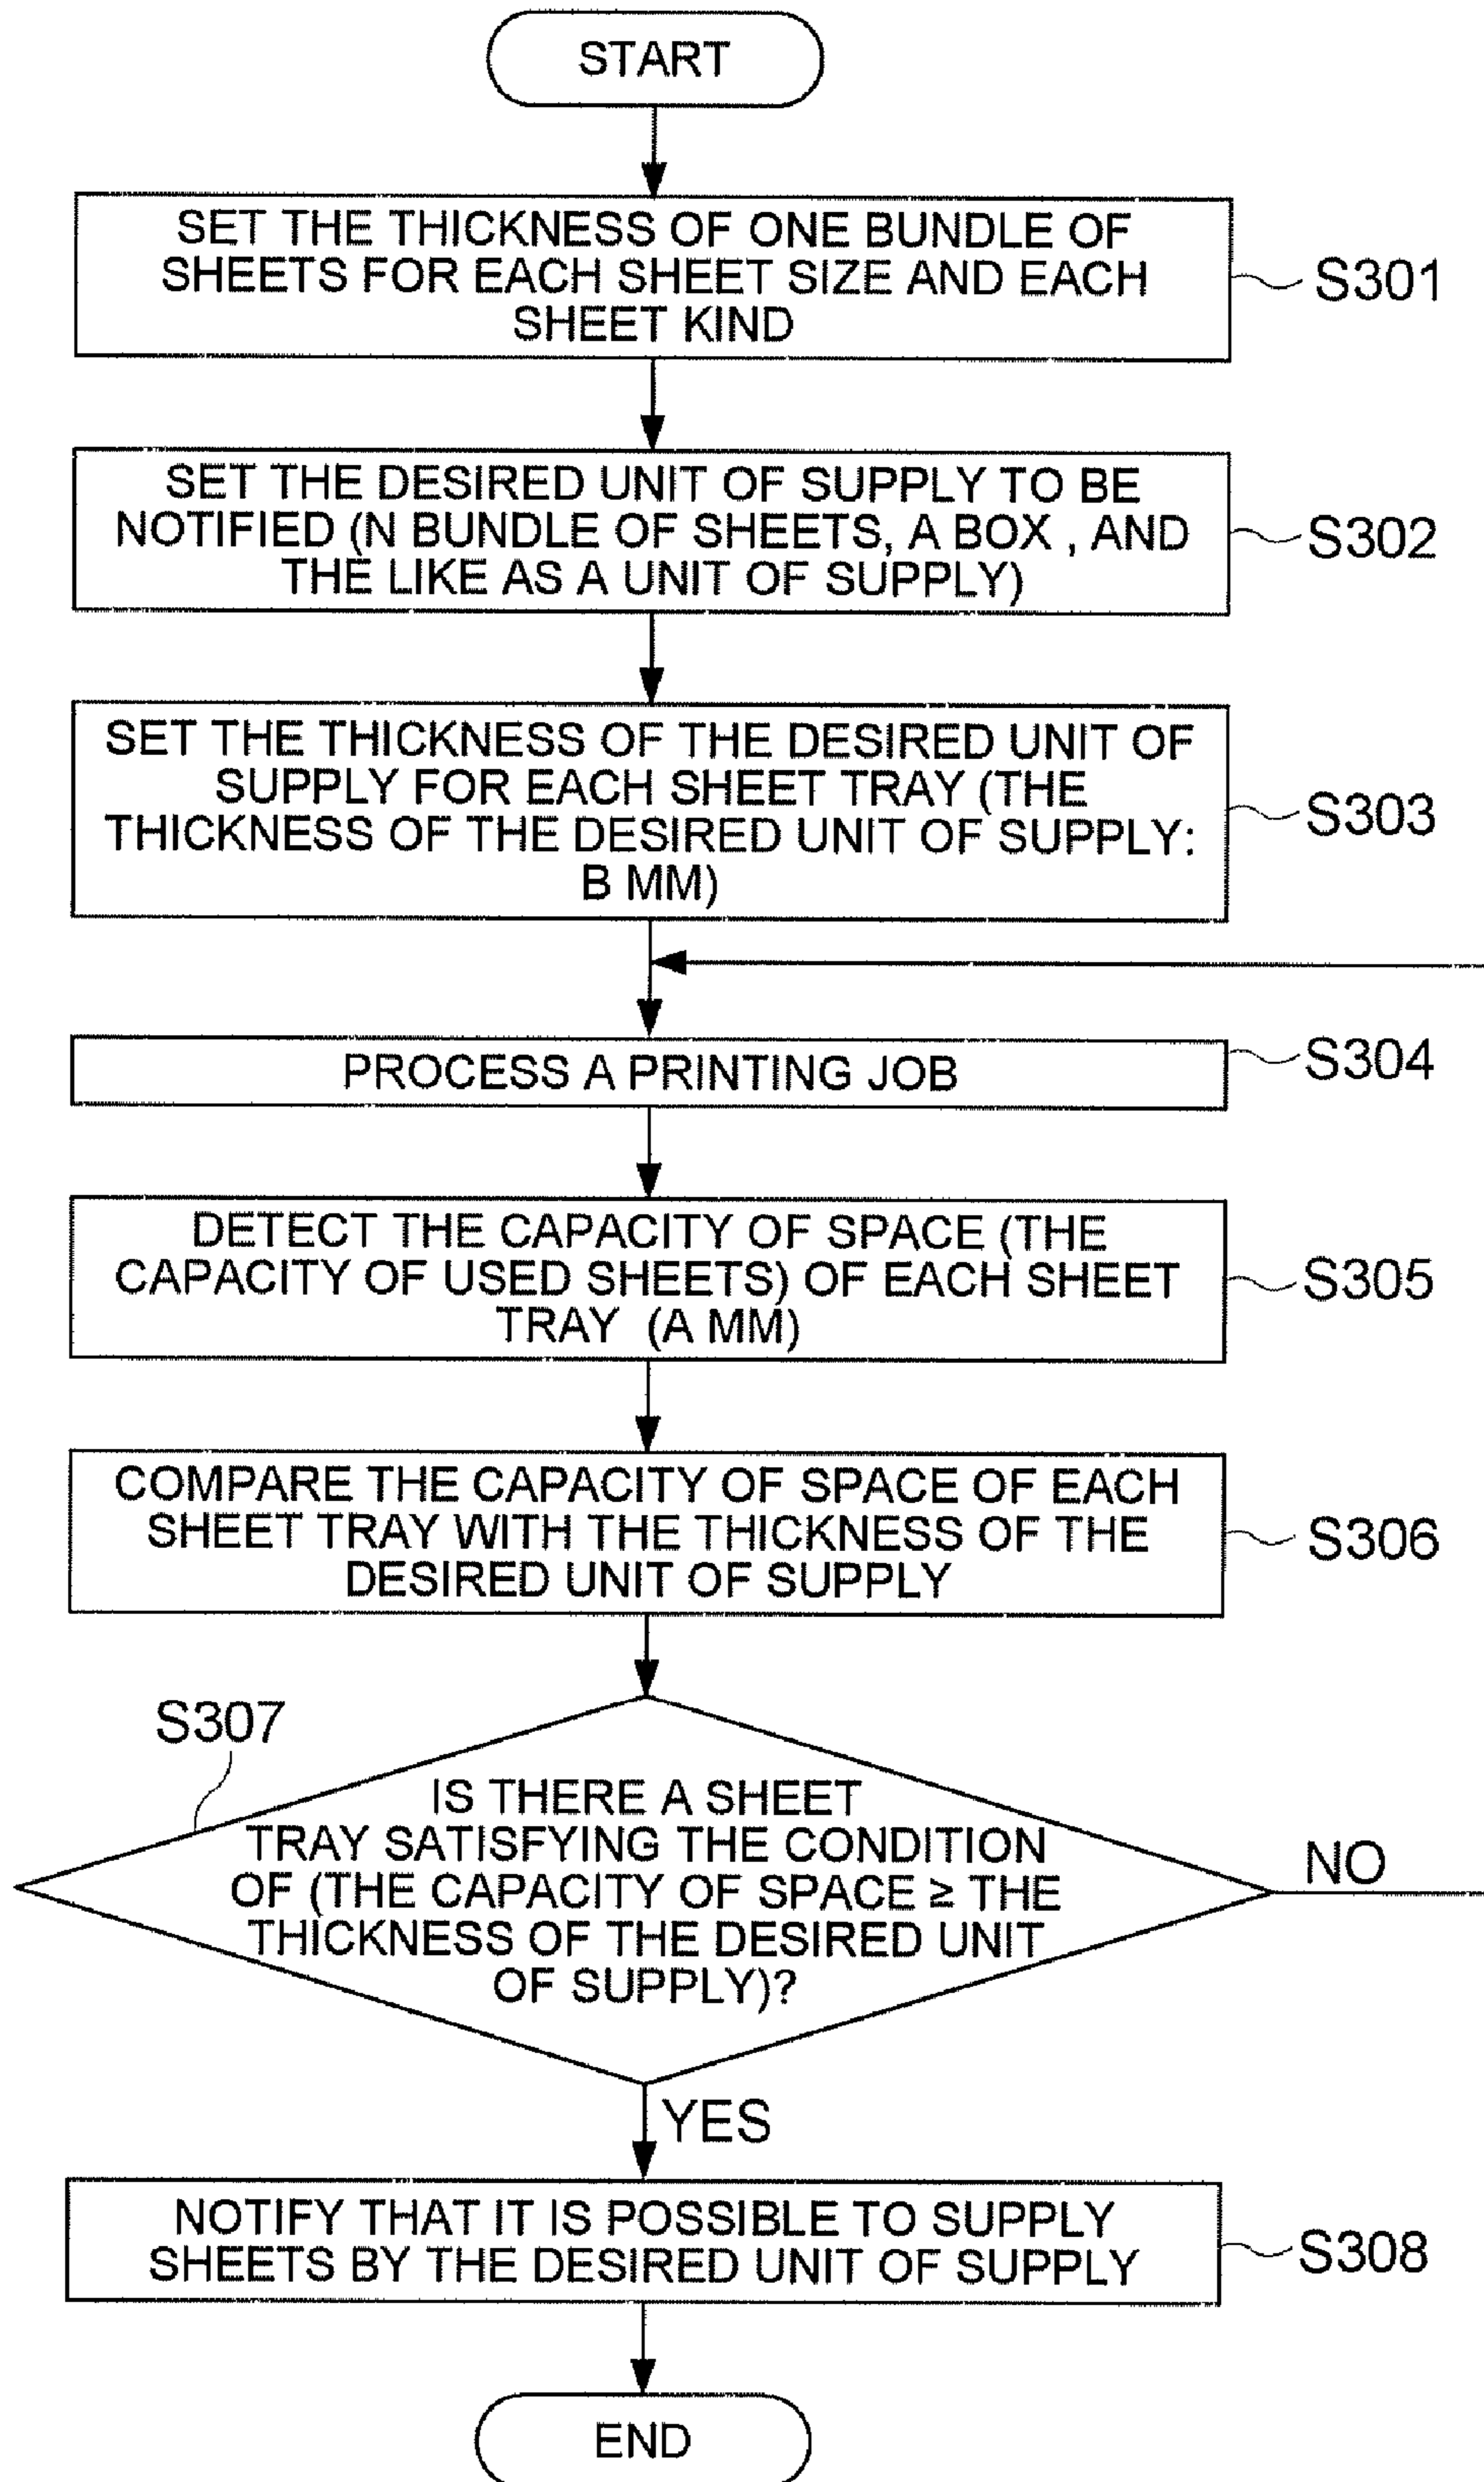 START
SET THE THICKNESS OF ONE BUNDLE OF
SHEETS FOR EACH SHEET SIZE AND EACH
SHEET KIND
S301
SET THE DESIRED UNIT OF SUPPLY TO BE
NOTIFIED (N BUNDLE OF SHEETS, A BOX , AND
THE LIKE AS A UNIT OF SUPPLY)
S302
SET THE THICKNESS OF THE DESIRED UNIT OF
SUPPLY FOR EACH SHEET TRAY (THE
THICKNESS OF THE DESIRED UNIT OF SUPPLY:
B MM)
S303
PROCESS A PRINTING JOB
S304
DETECT THE CAPACITY OF SPACE (THE
CAPACITY OF USED SHEETS) OF EACH SHEET
TRAY (A MM)
S305
COMPARE THE CAPACITY OF SPACE OF EACH
SHEET TRAY WITH THE THICKNESS OF THE
DESIRED UNIT OF SUPPLY
S306
S307
IS THERE A SHEET
TRAY SATISFYING THE CONDITION
OF (THE CAPACITY OF SPACE ≥ THE
THICKNESS OF THE DESIRED UNIT
OF SUPPLY)?
NO
YES
NOTIFY THAT IT IS POSSIBLE TO SUPPLY
SHEETS BY THE DESIRED UNIT OF SUPPLY
S308
END